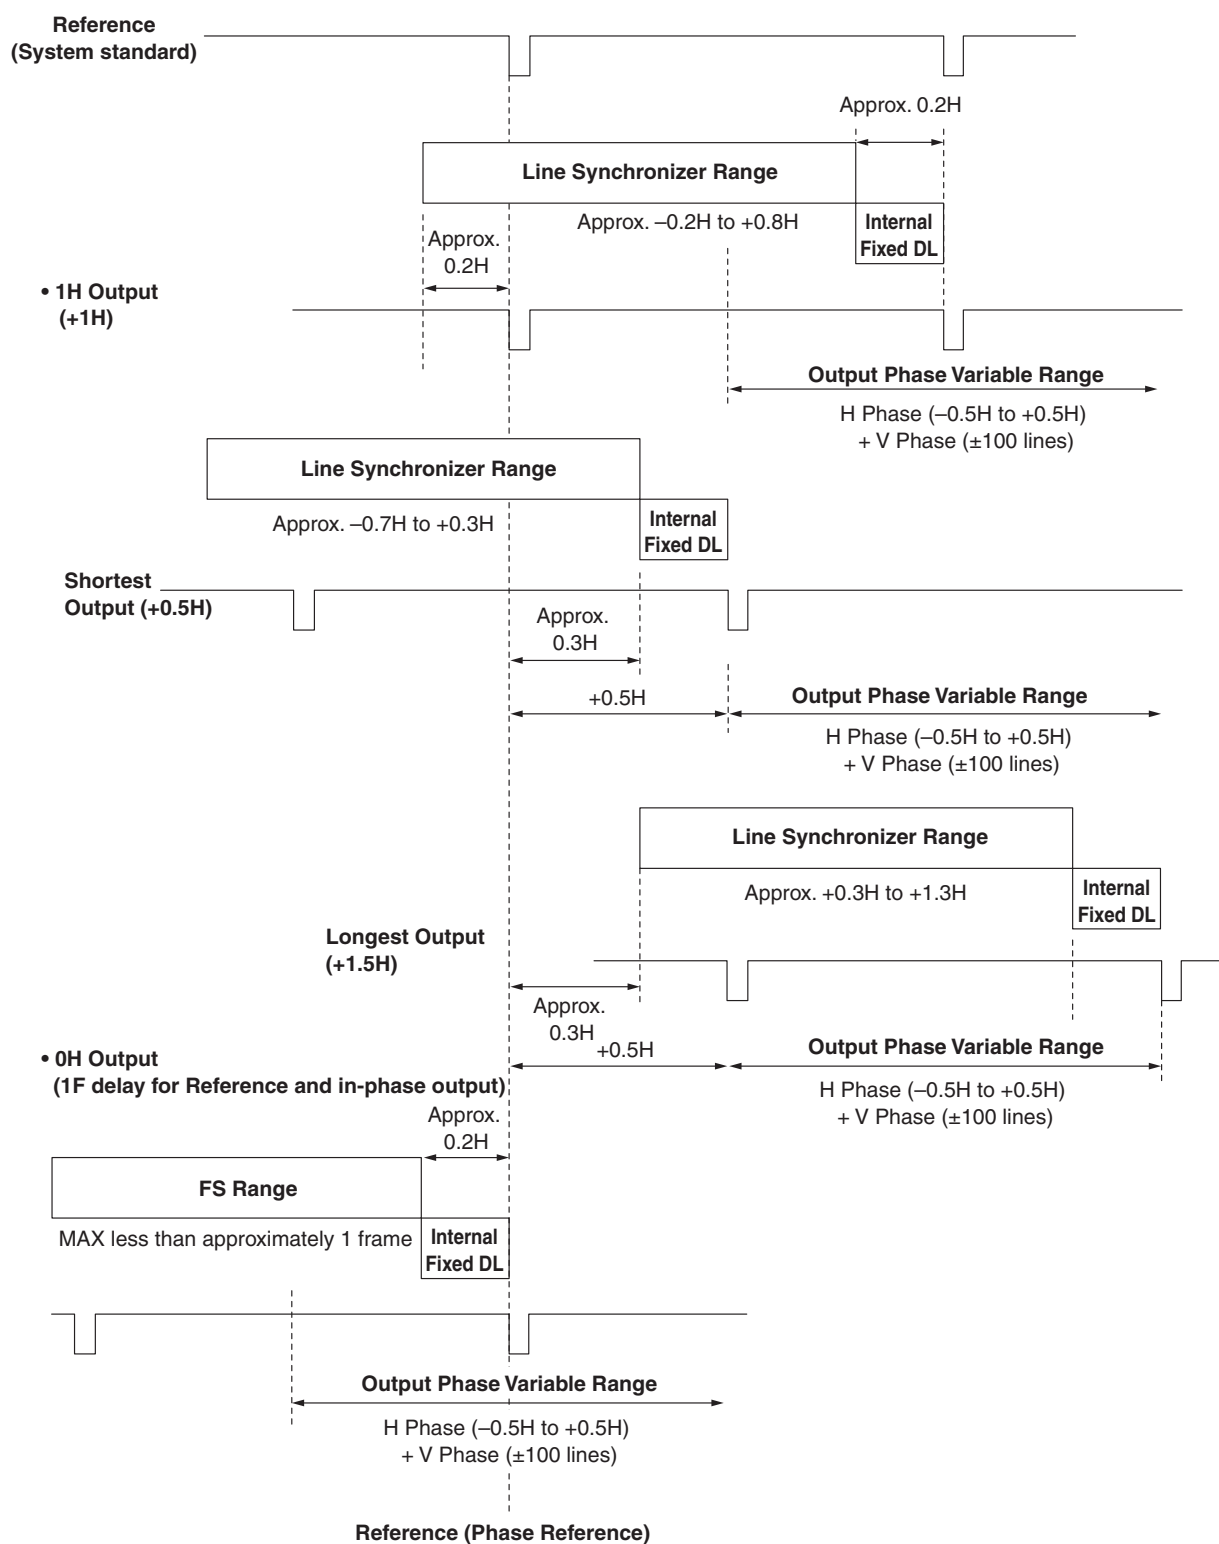 Reference
(System standard)
Approx. 0.2H
Line Synchronizer Range
Approx. –0.2H to +0.8H
Internal
Fixed DL
Approx.
0.2H
• 1H Output
(+1H)
Output Phase Variable Range
H Phase (–0.5H to +0.5H)
+ V Phase (±100 lines)
Line Synchronizer Range
Approx. –0.7H to +0.3H
Internal
Fixed DL
Shortest
Output (+0.5H)
Approx.
0.3H
+0.5H
Output Phase Variable Range
H Phase (–0.5H to +0.5H)
+ V Phase (±100 lines)
Line Synchronizer Range
Approx. +0.3H to +1.3H
Internal
Fixed DL
Longest Output
(+1.5H)
Approx.
0.3H
+0.5H
Output Phase Variable Range
H Phase (–0.5H to +0.5H)
+ V Phase (±100 lines)
• 0H Output
(1F delay for Reference and in-phase output)
Approx.
0.2H
FS Range
MAX less than approximately 1 frame
Internal
Fixed DL
Output Phase Variable Range
H Phase (–0.5H to +0.5H)
+ V Phase (±100 lines)
Reference (Phase Reference)